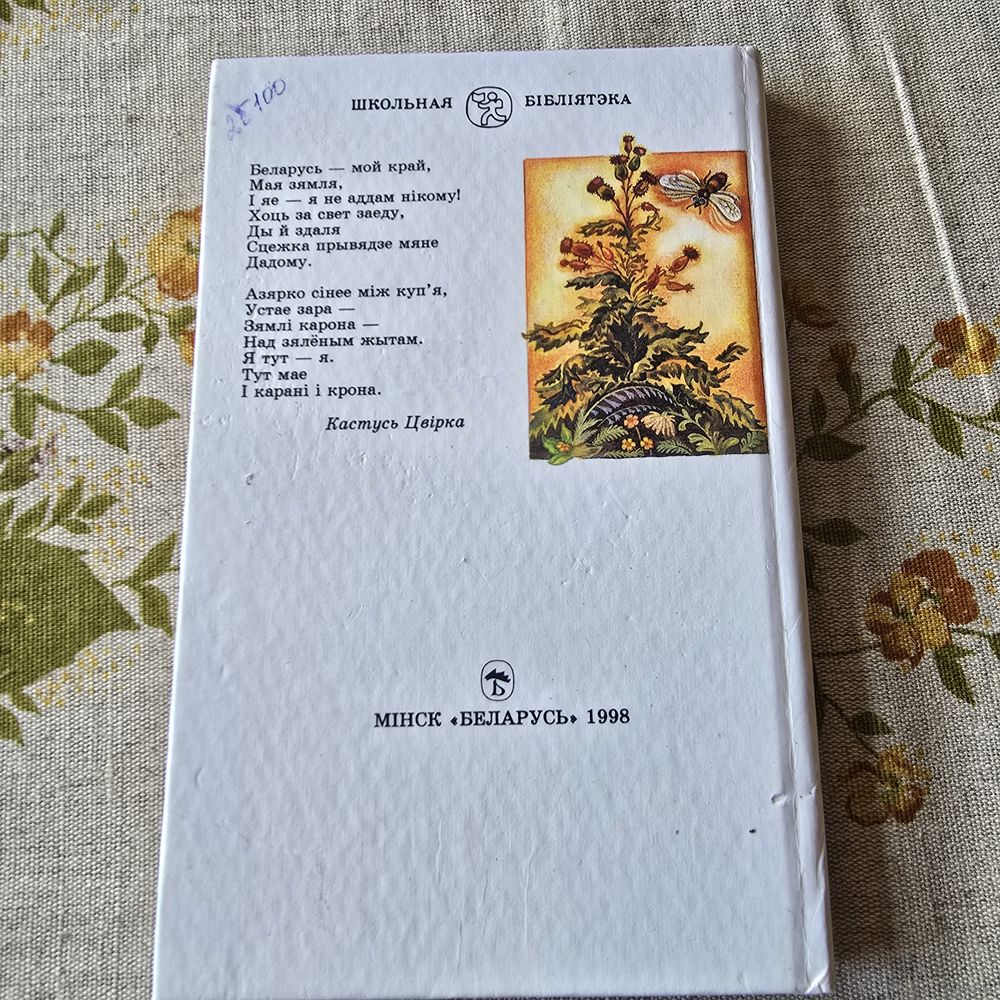 28100
ШКОЛЬНАЯ БІБЛІЯТЭКА
Беларусь — мой край,
Мая зямля,
І яе — я не аддам нікому!
Хоць за свет заеду,
Ды й здаля
Сцежка прывядзе мяне
Дадому.
Азярко сінее між куп’я,
Устае зара —
Зямлі карона —
Над зялёным жытам.
Я тут — я.
Тут мае
І карані і крона.
Кастусь Цвірка
Б
МІНСК «БЕЛАРУСЬ» 1998